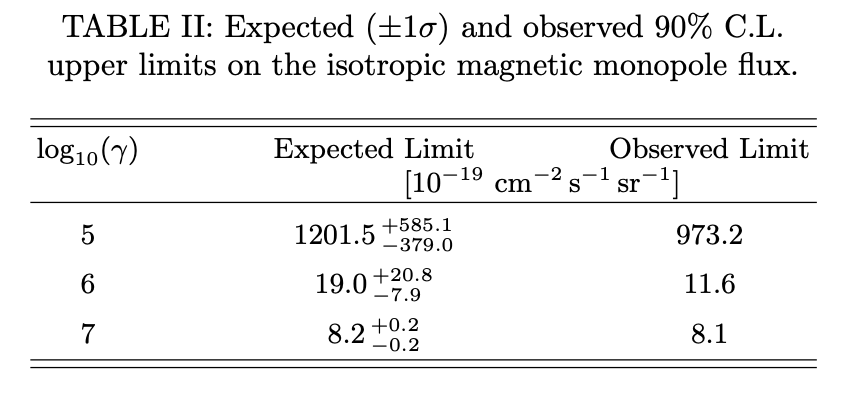 TABLE II: Expected (±1σ) and observed 90% C.L.
upper limits on the isotropic magnetic monopole flux.
log₁₀(γ) Expected Limit Observed Limit
[10⁻¹⁹ cm⁻² s⁻¹ sr⁻¹]
5 1201.5 +585.1 −379.0 973.2
6 19.0 +20.8 −7.9 11.6
7 8.2 +0.2 −0.2 8.1